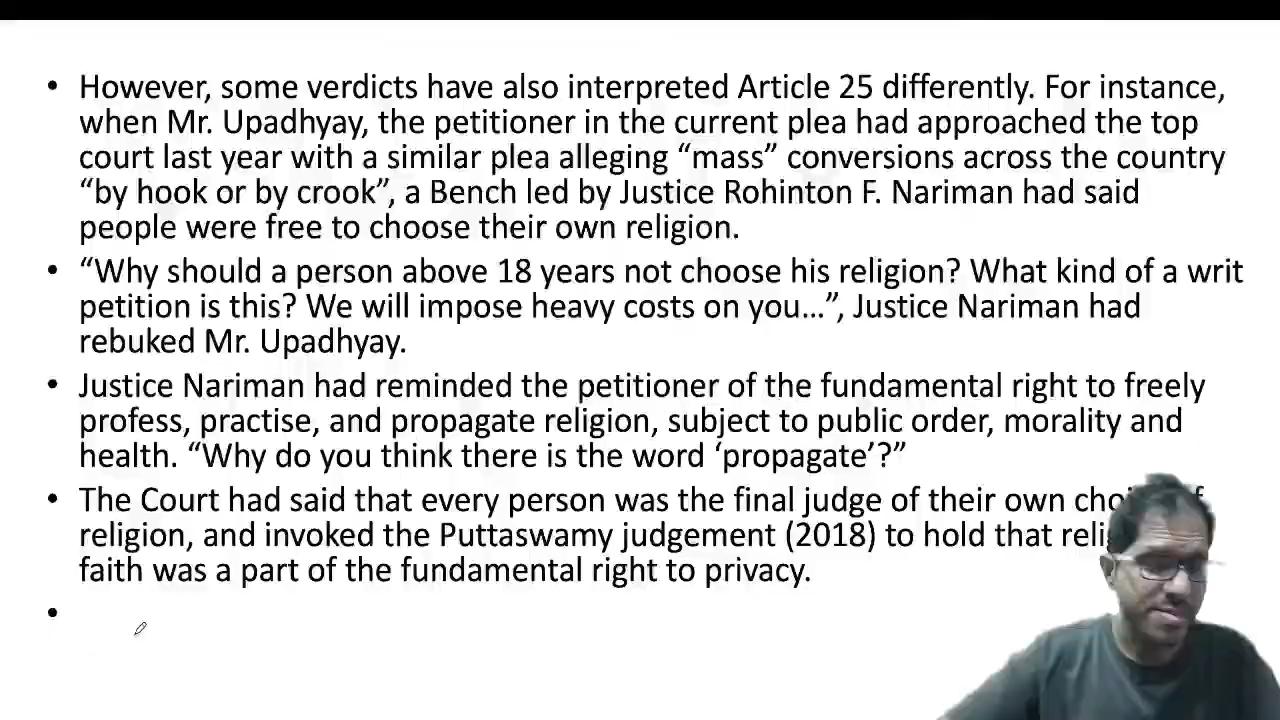 • However, some verdicts have also interpreted Article 25 differently. For instance,
when Mr. Upadhyay, the petitioner in the current plea had approached the top
court last year with a similar plea alleging “mass” conversions across the country
“by hook or by crook”, a Bench led by Justice Rohinton F. Nariman had said
people were free to choose their own religion.
• “Why should a person above 18 years not choose his religion? What kind of a writ
petition is this? We will impose heavy costs on you…”, Justice Nariman had
rebuked Mr. Upadhyay.
• Justice Nariman had reminded the petitioner of the fundamental right to freely
profess, practise, and propagate religion, subject to public order, morality and
health. “Why do you think there is the word ‘propagate’?”
• The Court had said that every person was the final judge of their own
religion, and invoked the Puttaswamy judgement (2018) to hold that
faith was a part of the fundamental right to privacy.
•